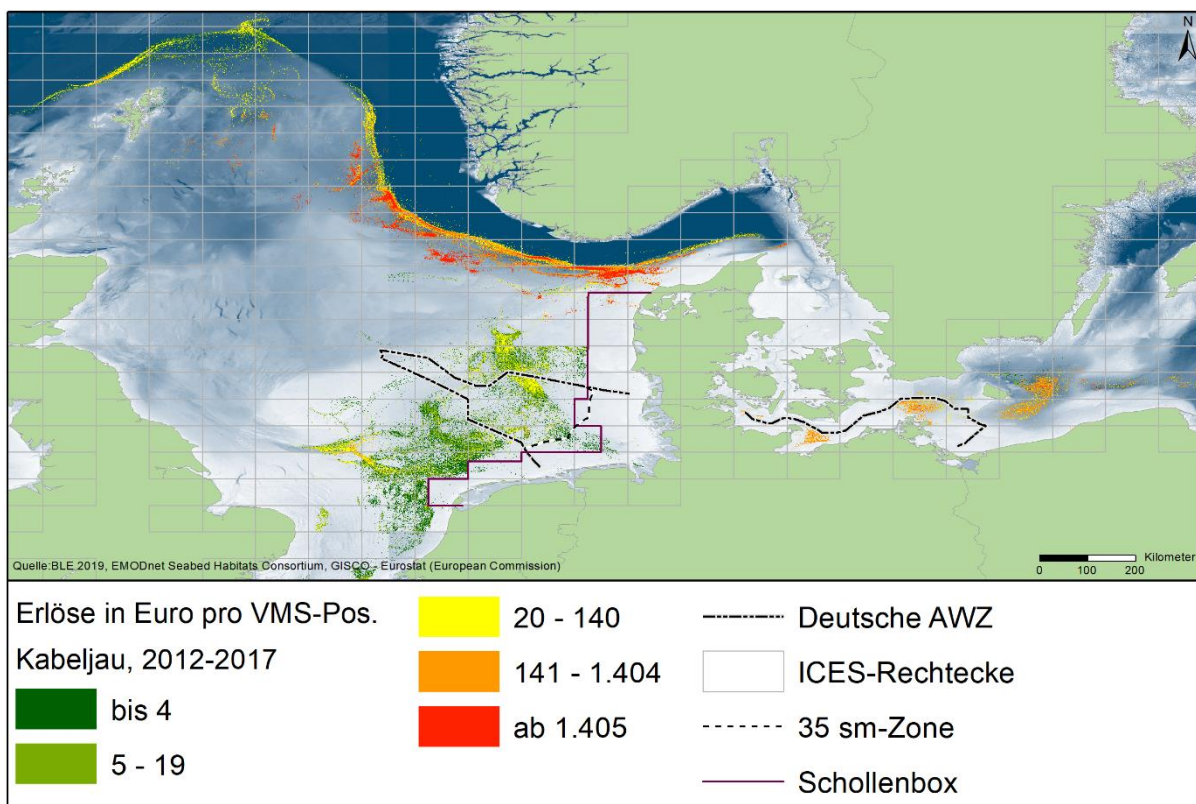 N
Quelle:BLE 2019, EMODnet Seabed Habitats Consortium, GISCO - Eurostat (European Commission)
Kilometer
0 100 200
Erlöse in Euro pro VMS-Pos.
Kabeljau, 2012-2017
bis 4
5 - 19
20 - 140
141 - 1.404
ab 1.405
Deutsche AWZ
ICES-Rechtecke
35 sm-Zone
Schollenbox